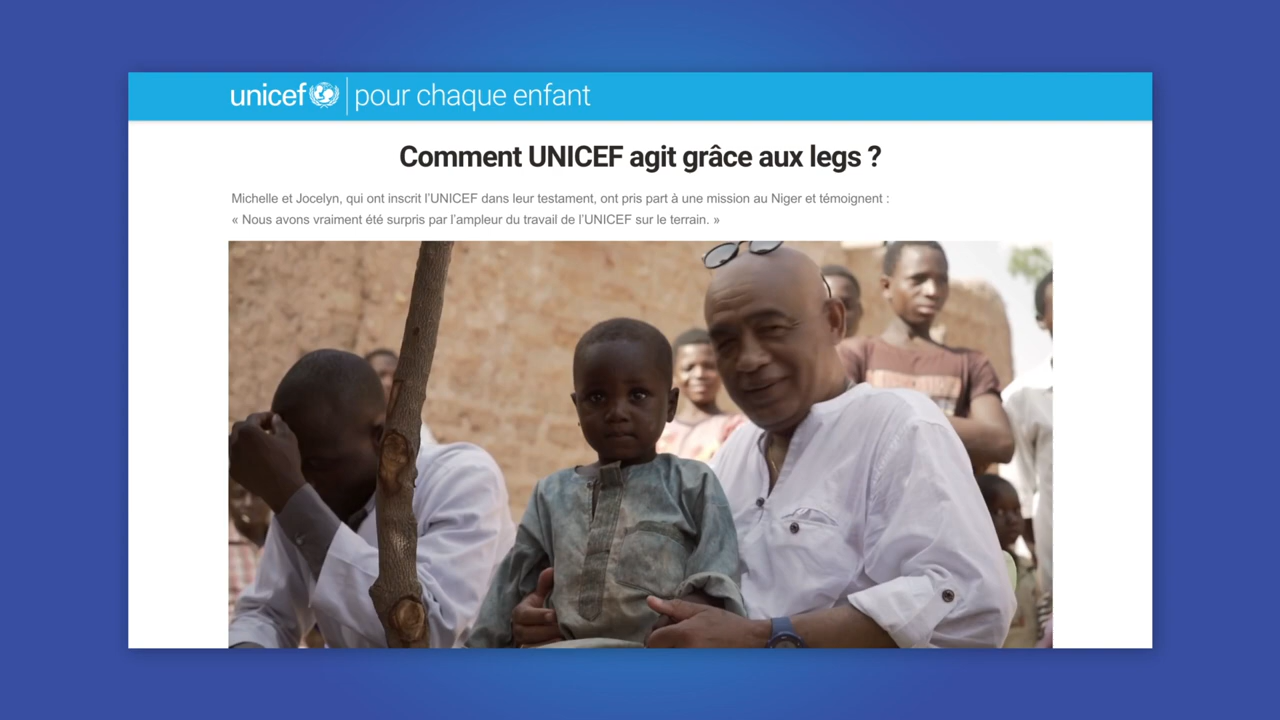 unicef pour chaque enfant
Comment UNICEF agit grâce aux legs ?
Michelle et Jocelyn, qui ont inscrit l'UNICEF dans leur testament, ont pris part à une mission au Niger et témoignent :
« Nous avons vraiment été surpris par l'ampleur du travail de l'UNICEF sur le terrain. »